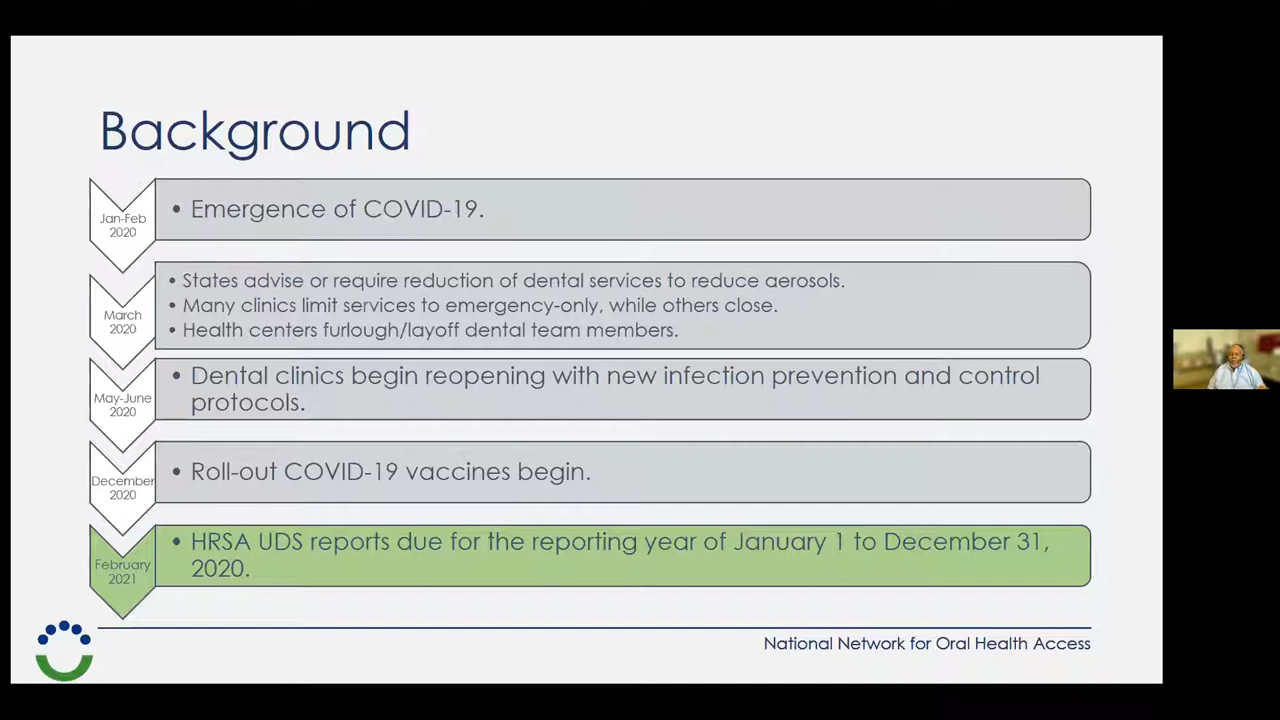 Background
Jan-Feb
2020
• Emergence of COVID-19.
March
2020
• States advise or require reduction of dental services to reduce aerosols.
• Many clinics limit services to emergency-only, while others close.
• Health centers furlough/layoff dental team members.
May-June
2020
• Dental clinics begin reopening with new infection prevention and control
protocols.
December
2020
• Roll-out COVID-19 vaccines begin.
February
2021
• HRSA UDS reports due for the reporting year of January 1 to December 31,
2020.
National Network for Oral Health Access